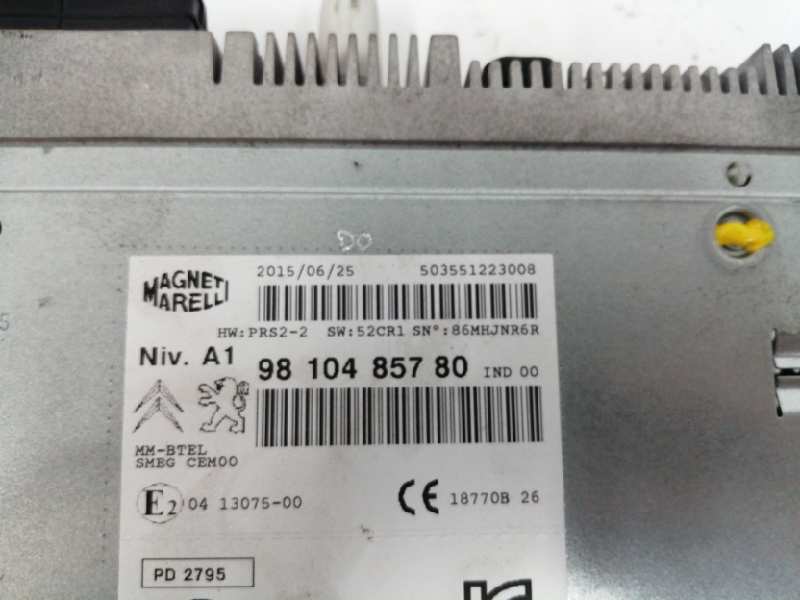 DO
2015/06/25 503551223008
MAGNETI
MARELLI
HW:PRS2-2 SW:52CR1 SN°:86MHJNR6R
Niv. A1 98 104 857 80 IND 00
MM-BTEL
SMEG CEM00
E2 04 13075-00 CE 18770B 26
PD 2795